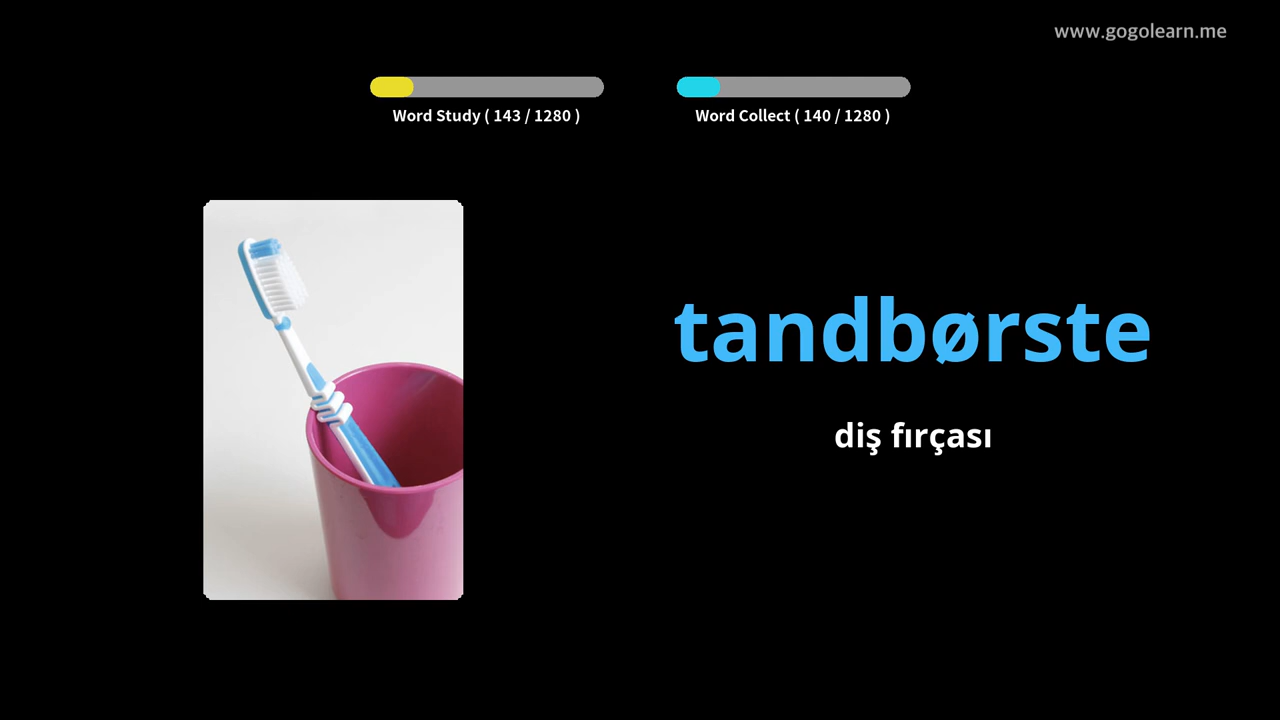 www.gogolearn.me
Word Study ( 143 / 1280 )
Word Collect ( 140 / 1280 )
tandbørste
diş fırçası